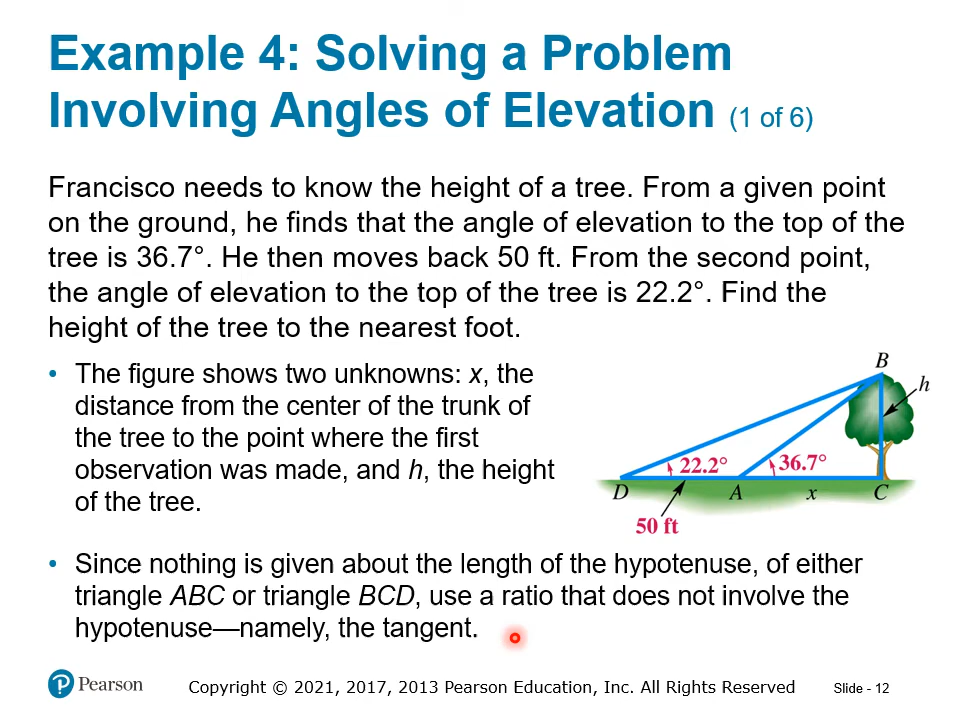 Example 4: Solving a Problem
Involving Angles of Elevation (1 of 6)
Francisco needs to know the height of a tree. From a given point
on the ground, he finds that the angle of elevation to the top of the
tree is 36.7°. He then moves back 50 ft. From the second point,
the angle of elevation to the top of the tree is 22.2°. Find the
height of the tree to the nearest foot.
• The figure shows two unknowns: x, the
distance from the center of the trunk of
the tree to the point where the first
observation was made, and h, the height
of the tree.
B
h
22.2°
36.7°
D
A
x
C
50 ft
• Since nothing is given about the length of the hypotenuse, of either
triangle ABC or triangle BCD, use a ratio that does not involve the
hypotenuse—namely, the tangent.
P Pearson
Copyright © 2021, 2017, 2013 Pearson Education, Inc. All Rights Reserved
Slide - 12